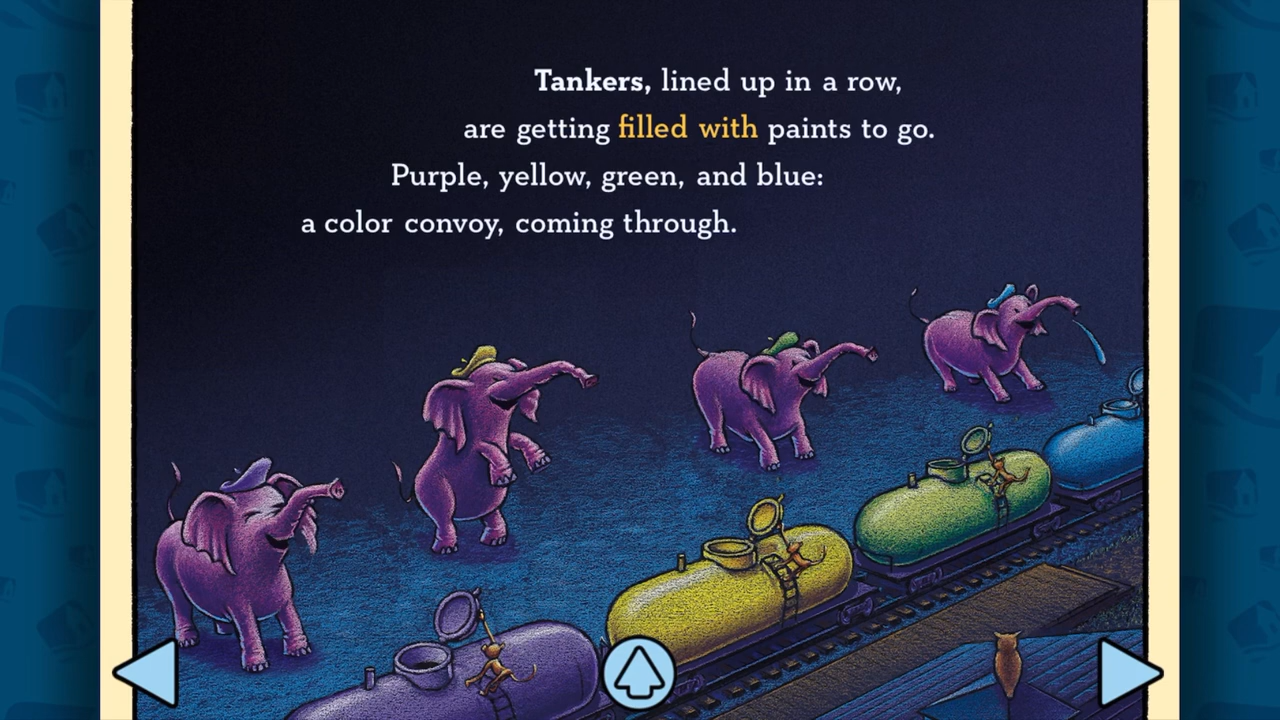 Tankers, lined up in a row,
are getting filled with paints to go.
Purple, yellow, green, and blue:
a color convoy, coming through.